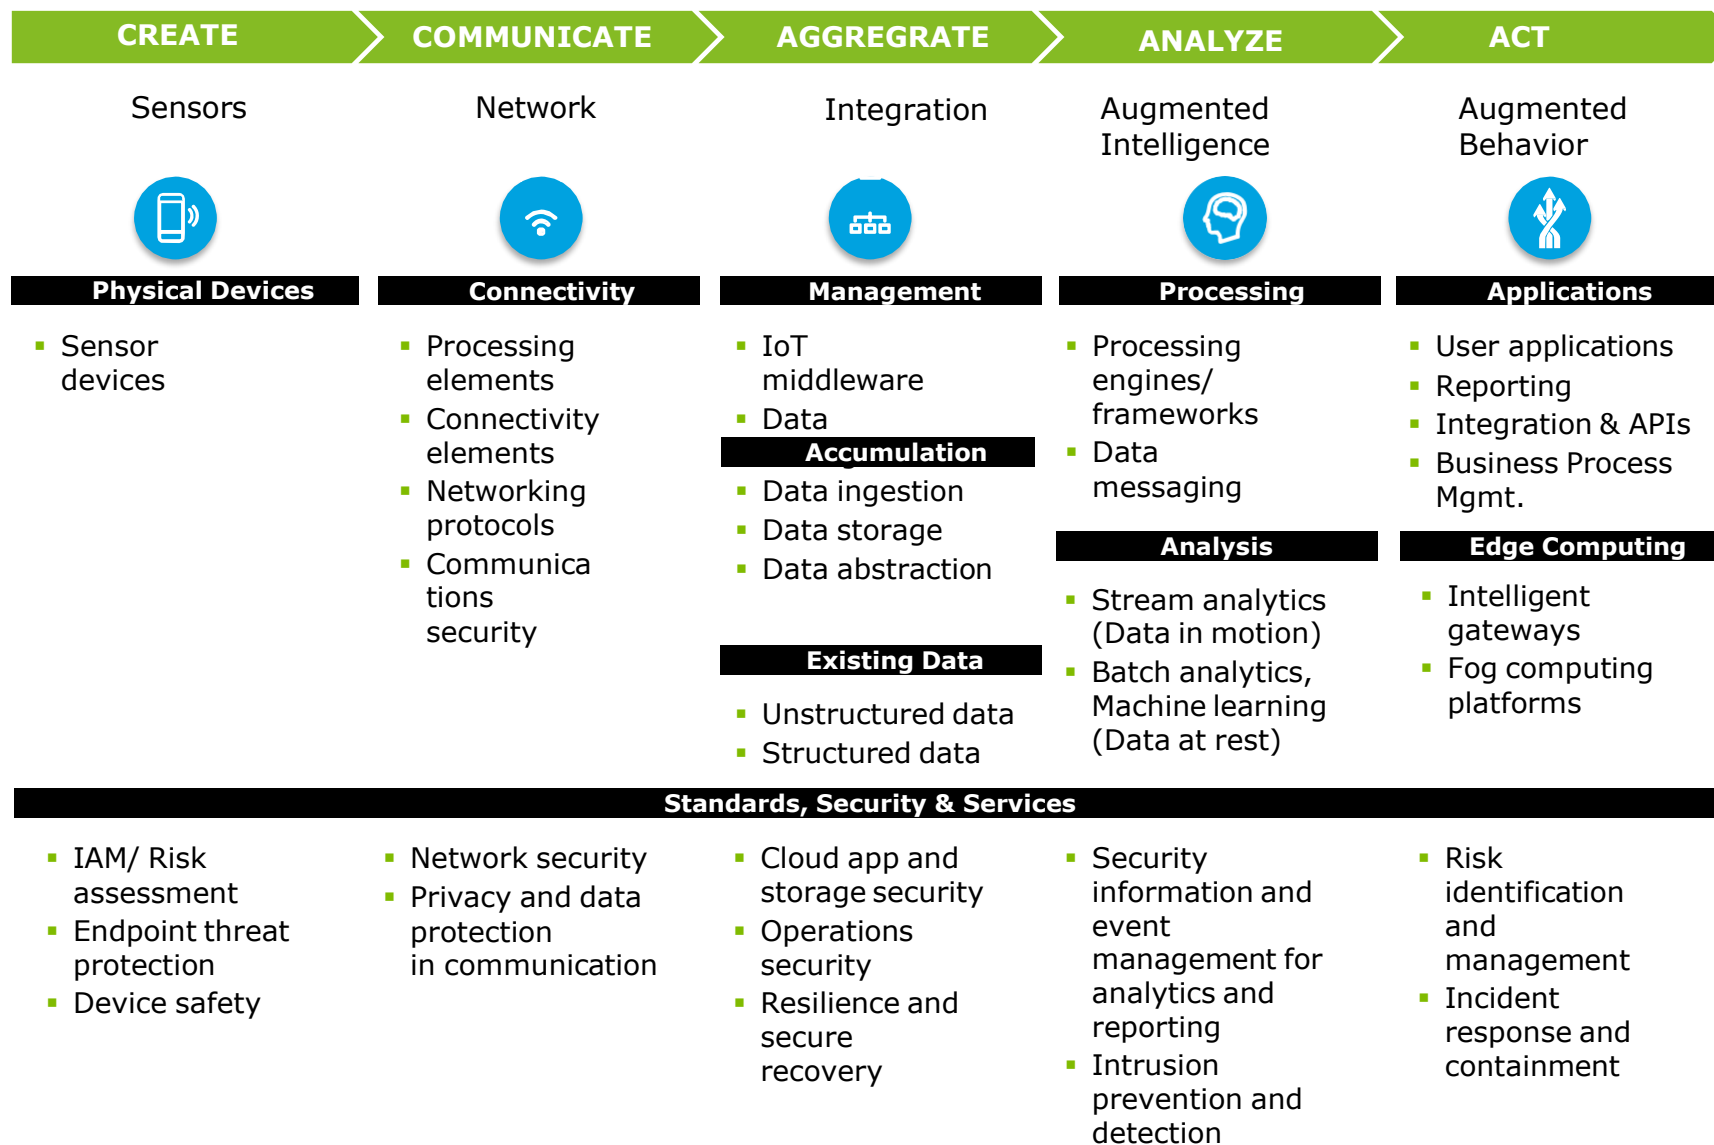 CREATE
COMMUNICATE
AGGREGRATE
ANALYZE
ACT
Sensors
Network
Integration
Augmented
Intelligence
Augmented
Behavior
Physical Devices
Sensor
devices
Connectivity
Processing
elements
Connectivity
elements
Networking
protocols
Communica
tions
security
Management
IoT
middleware
Data
Accumulation
Data ingestion
Data storage
Data abstraction
Existing Data
Unstructured data
Structured data
Processing
Processing
engines/
frameworks
Data
messaging
Analysis
Stream analytics
(Data in motion)
Batch analytics,
Machine learning
(Data at rest)
Applications
User applications
Reporting
Integration & APIs
Business Process
Mgmt.
Edge Computing
Intelligent
gateways
Fog computing
platforms
Standards, Security & Services
IAM/ Risk
assessment
Endpoint threat
protection
Device safety
Network security
Privacy and data
protection
in communication
Cloud app and
storage security
Operations
security
Resilience and
secure
recovery
Security
information and
event
management for
analytics and
reporting
Intrusion
prevention and
detection
Risk
identification
and
management
Incident
response and
containment